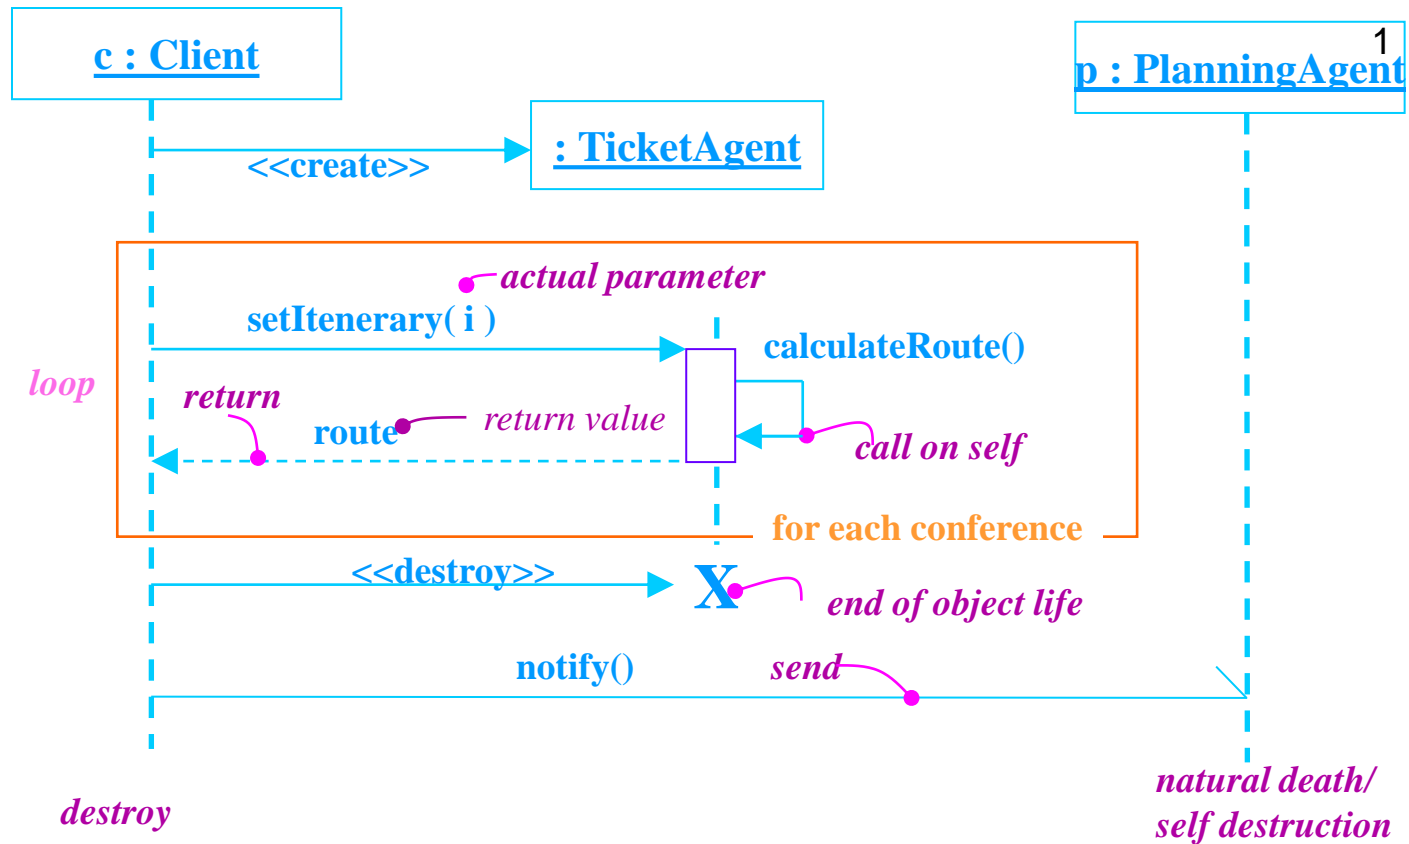 c : Client
1
p : PlanningAgent
: TicketAgent
<<create>>
actual parameter
setItenerary( i )
calculateRoute()
loop
return
route
return value
call on self
for each conference
<<destroy>>
X
end of object life
notify()
send
destroy
natural death/
self destruction